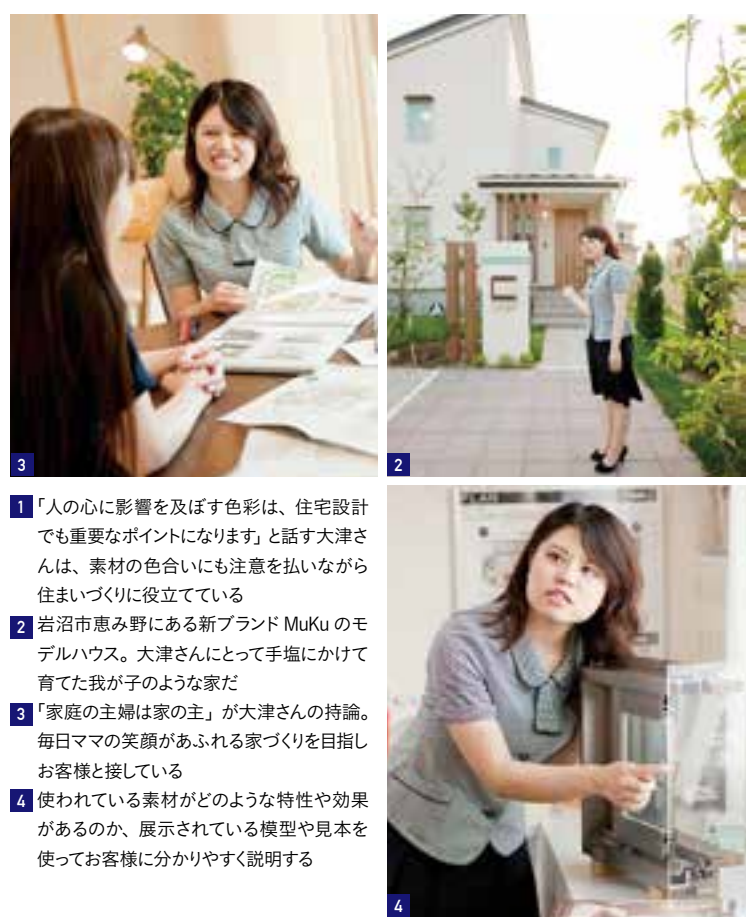 3
2
1 「人の心に影響を及ぼす色彩は、住宅設計
でも重要なポイントになります」と話す大津さ
んは、素材の色合いにも注意を払いながら
住まいづくりに役立てている
2 岩沼市恵み野にある新ブランド MuKu のモ
デルハウス。大津さんにとって手塩にかけて
育てた我が子のような家だ
3 「家庭の主婦は家の主」が大津さんの持論。
毎日ママの笑顔があふれる家づくりを目指し
お客様と接している
4 使われている素材がどのような特性や効果
があるのか、展示されている模型や見本を
使ってお客様に分かりやすく説明する
4